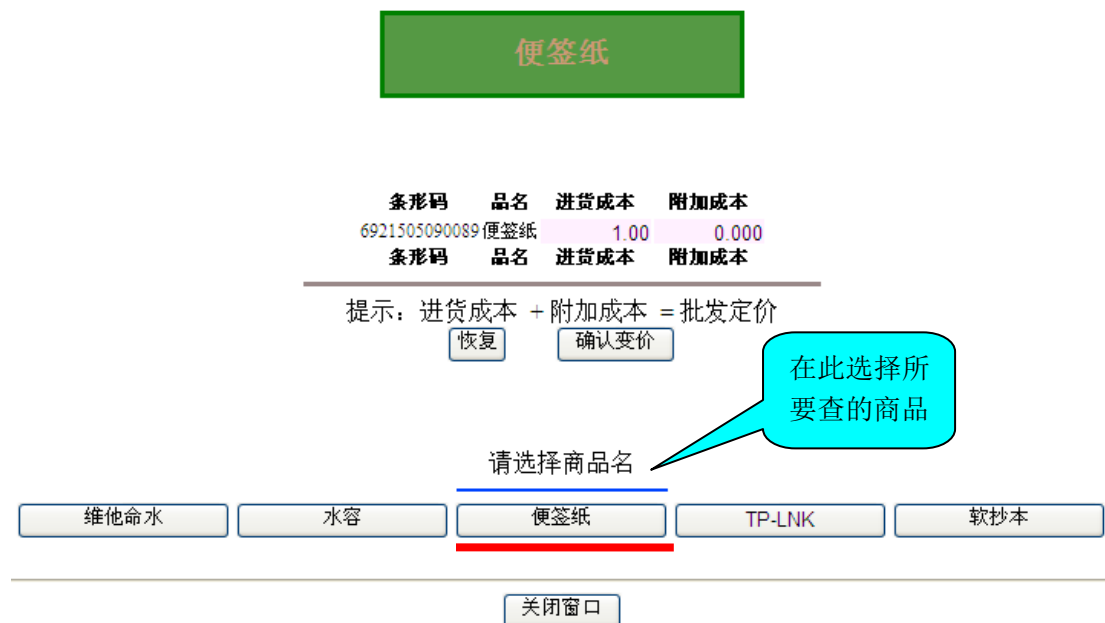 便签纸
条形码 品名 进货成本 附加成本
6921505090089 便签纸 1.00 0.000
条形码 品名 进货成本 附加成本
提示：进货成本 + 附加成本 = 批发定价
恢复 确认变价
在此选择所
要查的商品
请选择商品名
维他命水 水容 便签纸 TP-LNK 软抄本
关闭窗口